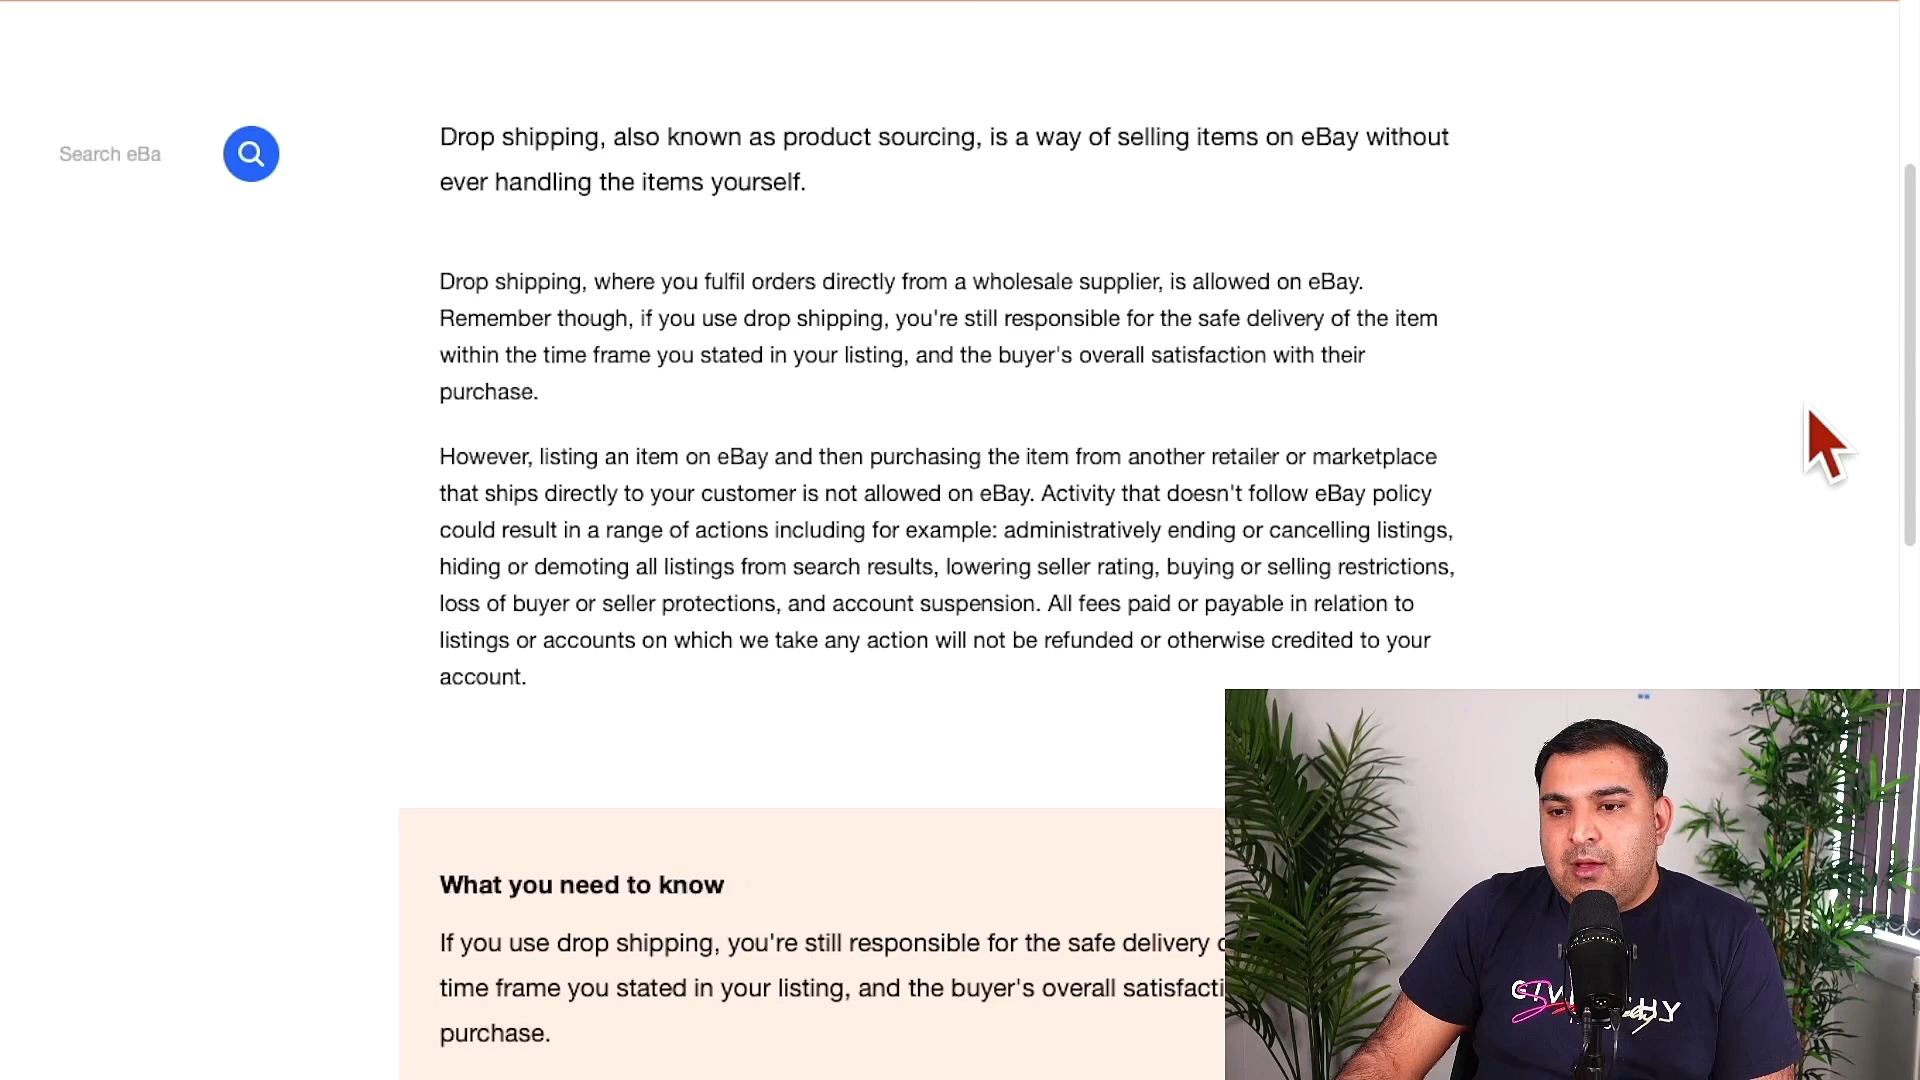 Search eBa
Drop shipping, also known as product sourcing, is a way of selling items on eBay without
ever handling the items yourself.
Drop shipping, where you fulfil orders directly from a wholesale supplier, is allowed on eBay.
Remember though, if you use drop shipping, you're still responsible for the safe delivery of the item
within the time frame you stated in your listing, and the buyer's overall satisfaction with their
purchase.
However, listing an item on eBay and then purchasing the item from another retailer or marketplace
that ships directly to your customer is not allowed on eBay. Activity that doesn't follow eBay policy
could result in a range of actions including for example: administratively ending or cancelling listings,
hiding or demoting all listings from search results, lowering seller rating, buying or selling restrictions,
loss of buyer or seller protections, and account suspension. All fees paid or payable in relation to
listings or accounts on which we take any action will not be refunded or otherwise credited to your
account.
What you need to know
If you use drop shipping, you're still responsible for the safe delivery
time frame you stated in your listing, and the buyer's overall satisfacti
purchase.